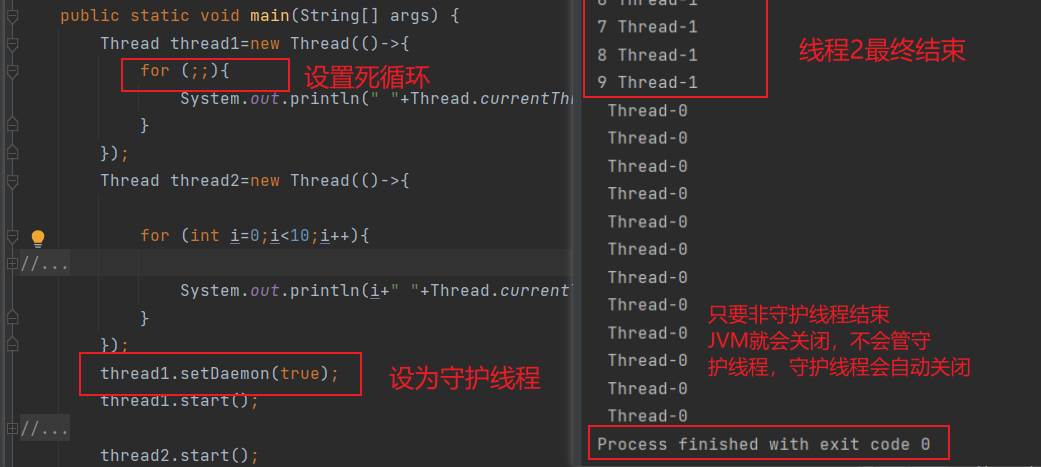 public static void main(String[] args) {
Thread thread1=new Thread(()->{
for (;;){
设置死循环
System.out.println(" "+Thread.currentThr
}
});
Thread thread2=new Thread(()->{
for (int i=0;i<10;i++){
//...
System.out.println(i+" "+Thread.currentT
}
});
thread1.setDaemon(true);
设为守护线程
thread1.start();
//...
thread2.start();
7 Thread-1
8 Thread-1
9 Thread-1
线程2最终结束
Thread-0
Thread-0
Thread-0
Thread-0
Thread-0
Thread-0
Thread-0
Thread-0
Thread-0
Thread-0
Thread-0
Thread-0
只要非守护线程结束
JVM就会关闭，不会管守
护线程，守护线程会自动关闭
Process finished with exit code 0